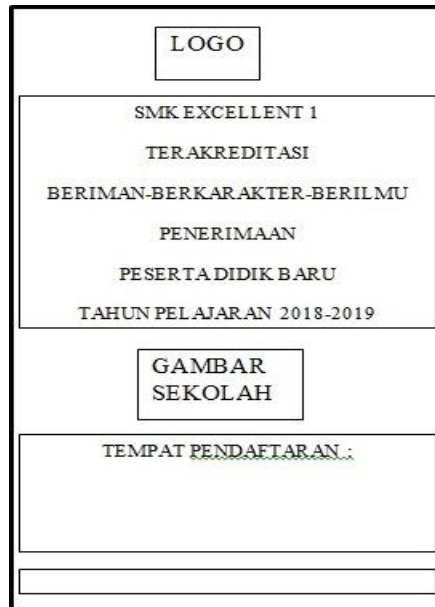 LOGO
SMK EXCELLENT 1
TERAKREDITASI
BERIMAN-BERKARAKTER-BERILMU
PENERIMAAN
PESERTA DIDIK BARU
TAHUN PELAJARAN 2018-2019
GAMBAR
SEKOLAH
TEMPAT PENDAFTARAN :